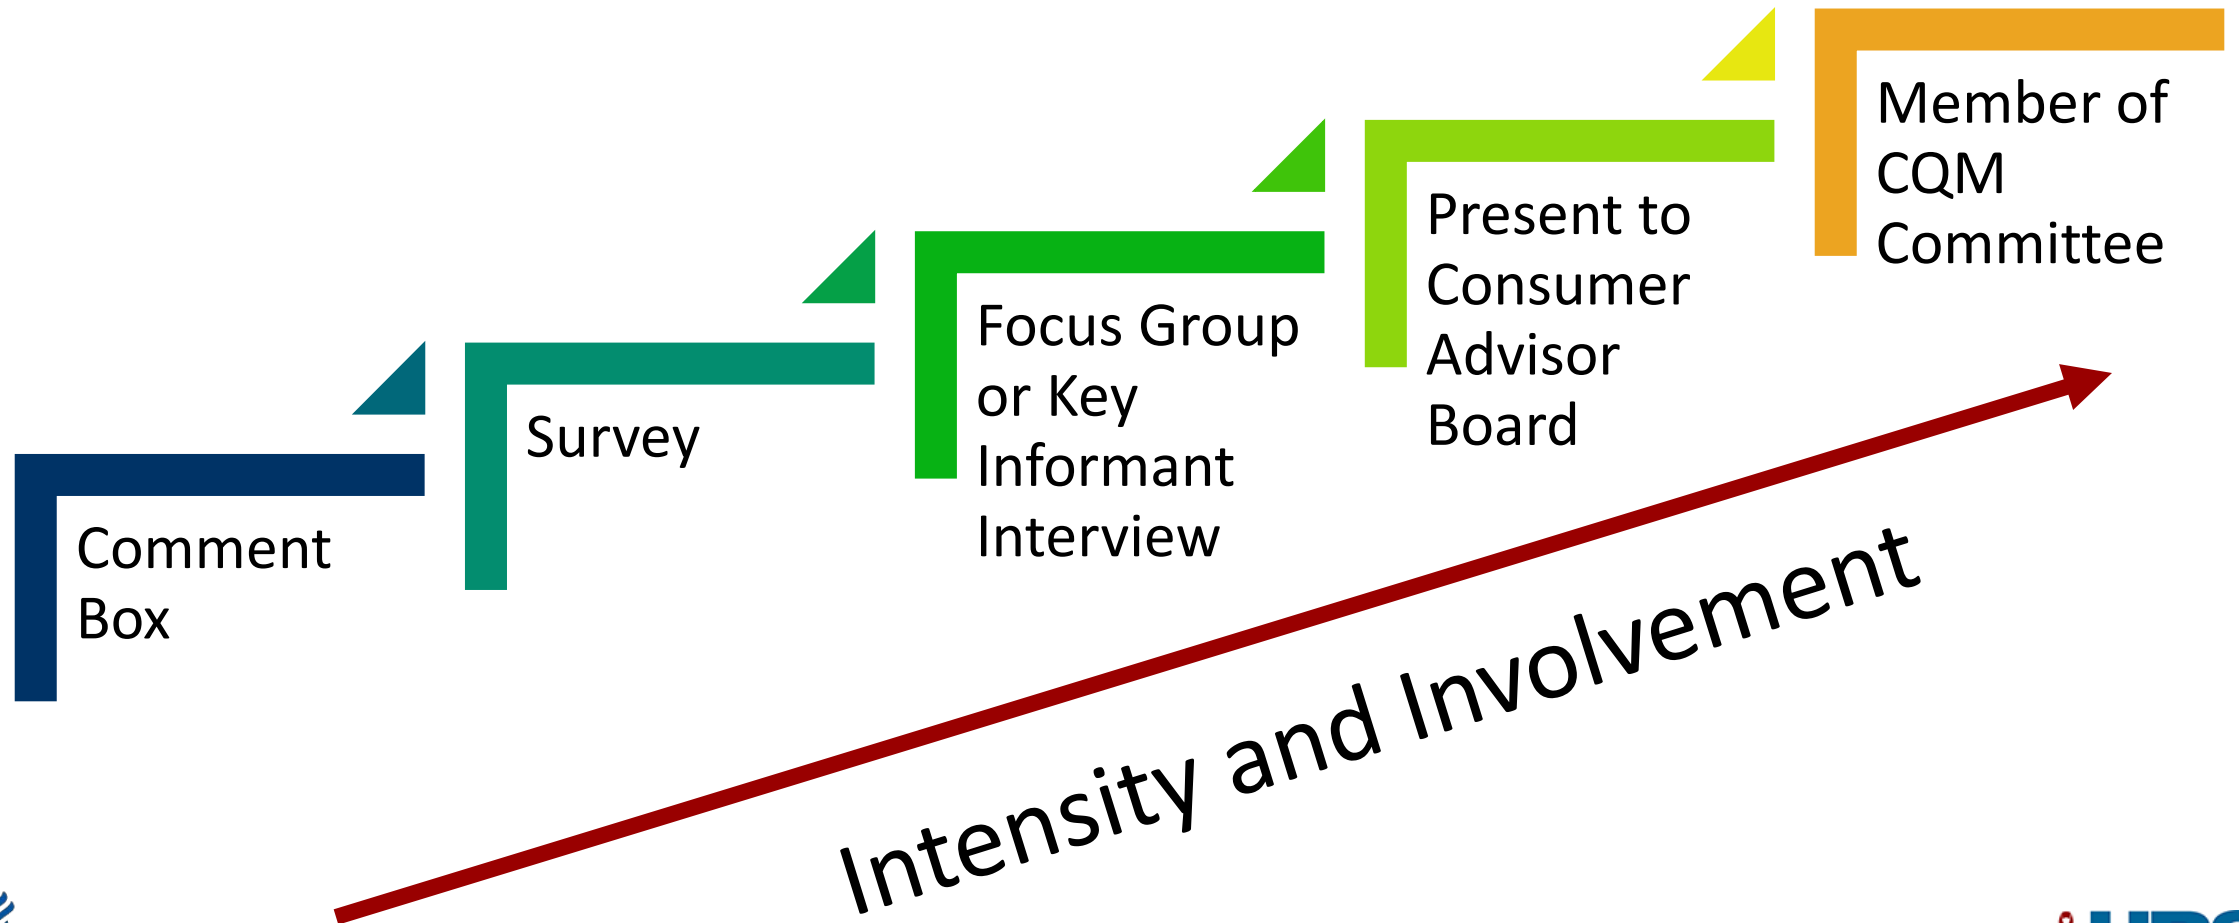 Comment
Box
Survey
Focus Group
or Key
Informant
Interview
Present to
Consumer
Advisor
Board
Member of
CQM
Committee
Intensity and Involvement